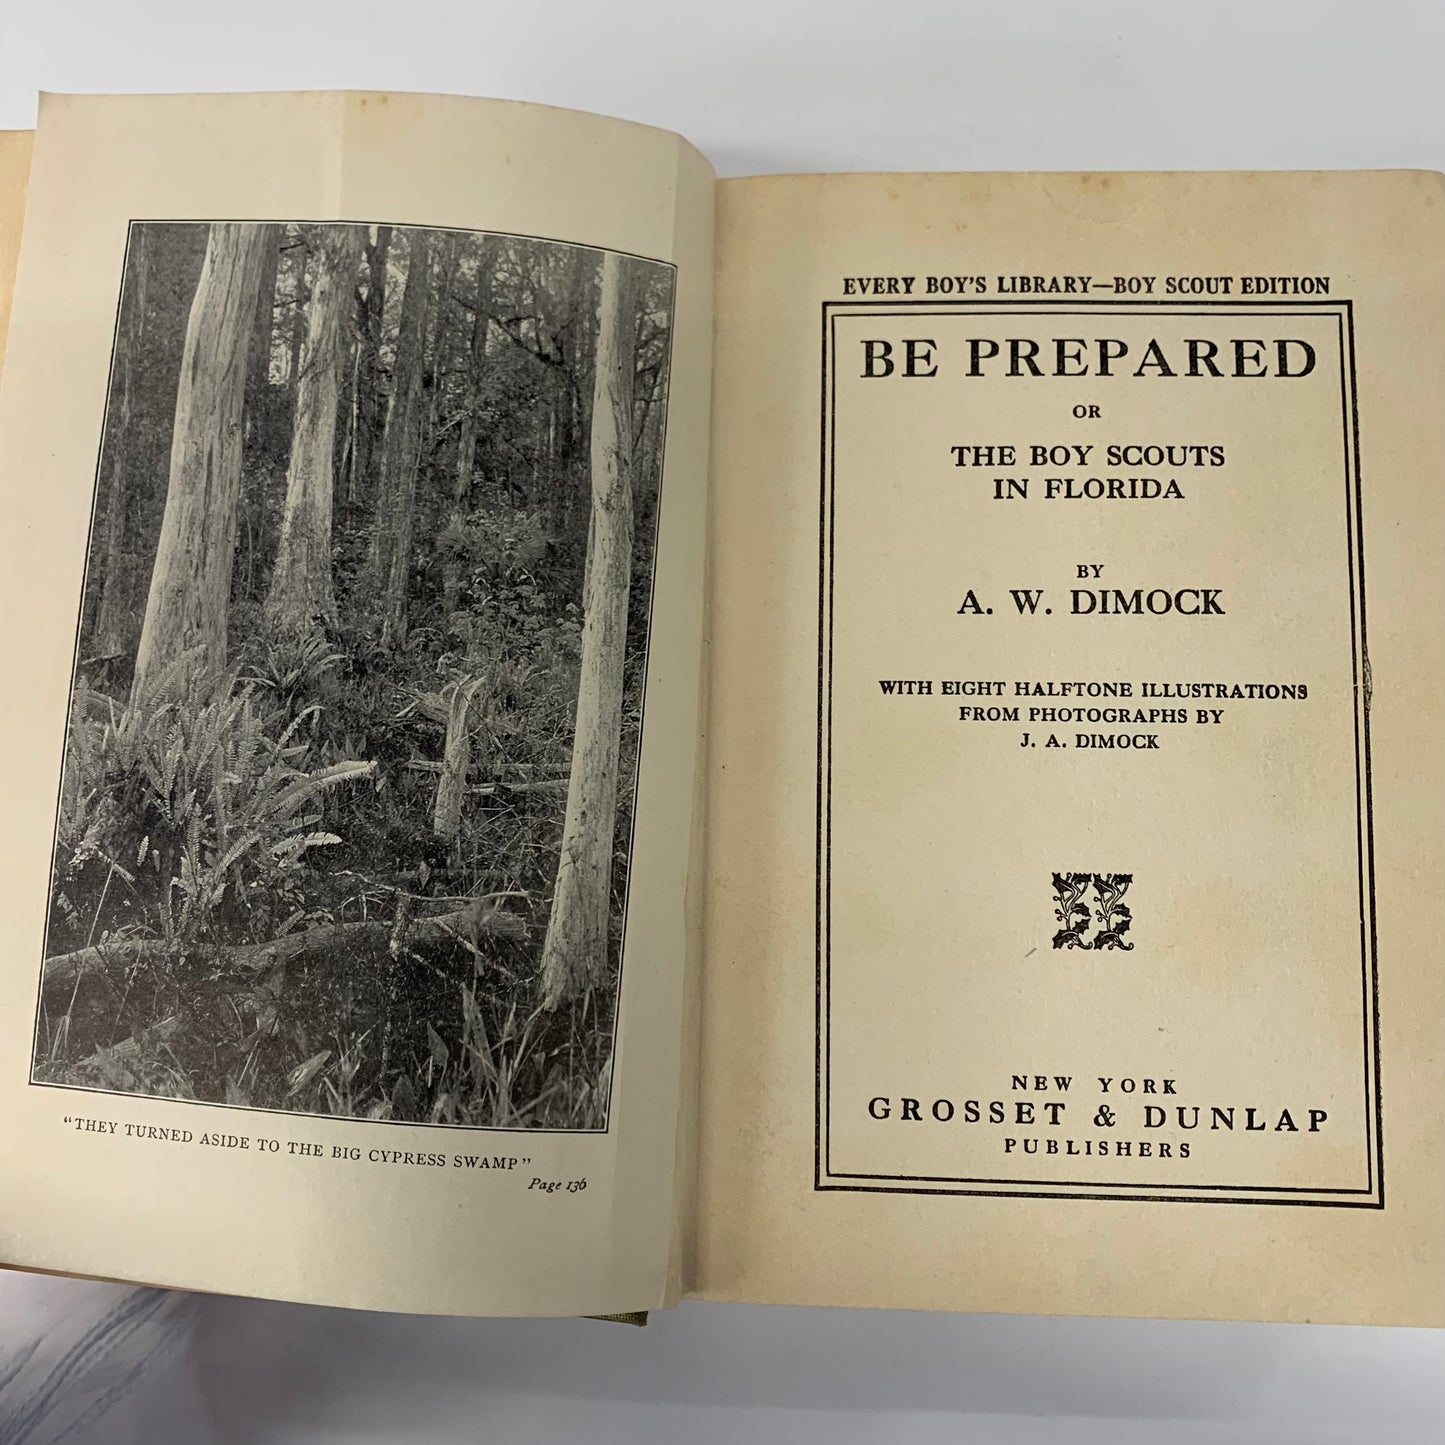 "THEY TURNED ASIDE TO THE BIG CYPRESS SWAMP"
Page 136
EVERY BOY'S LIBRARY—BOY SCOUT EDITION
BE PREPARED
OR
THE BOY SCOUTS
IN FLORIDA
BY
A. W. DIMOCK
WITH EIGHT HALFTONE ILLUSTRATIONS
FROM PHOTOGRAPHS BY
J. A. DIMOCK
NEW YORK
GROSSET & DUNLAP
PUBLISHERS